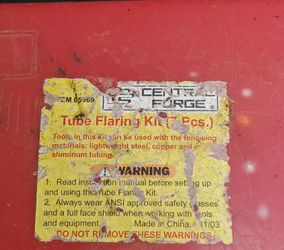 ITEM 05969
CENTRAL
FORGE
Tube Flaring Kit (7 Pcs.)
Tools in this kit can be used with the following
materials: lightweight steel, copper and
aluminum tubing.
WARNING
1. Read instruction manual before setting up
and using this Tube Flaring Kit.
2. Always wear ANSI approved safety glasses
and a full face shield when working with tools
and equipment. Made in China. 11/03
DO NOT REMOVE THESE WARNINGS